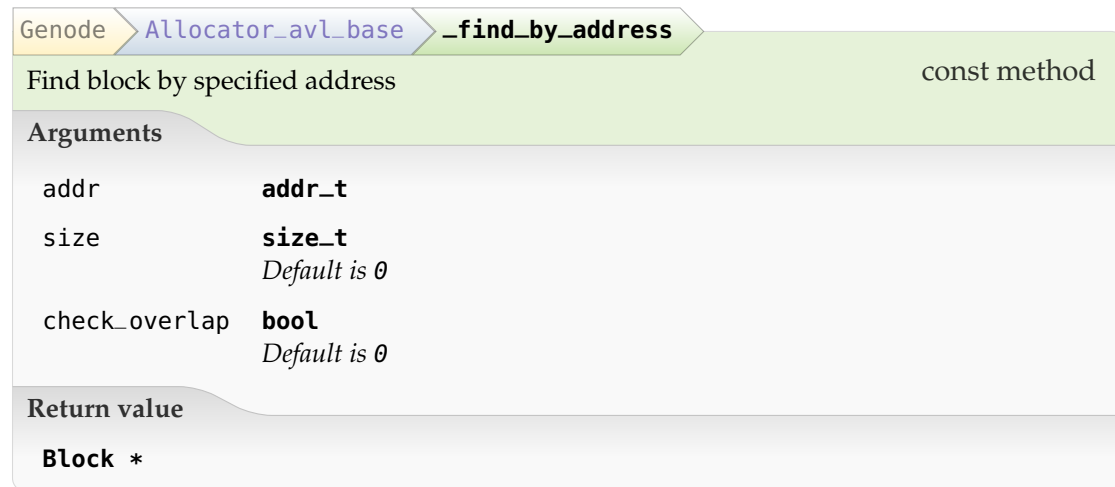 Genode Allocator_avl_base _find_by_address
Find block by specified address const method
Arguments
addr addr_t
size size_t
Default is 0
check_overlap bool
Default is 0
Return value
Block *